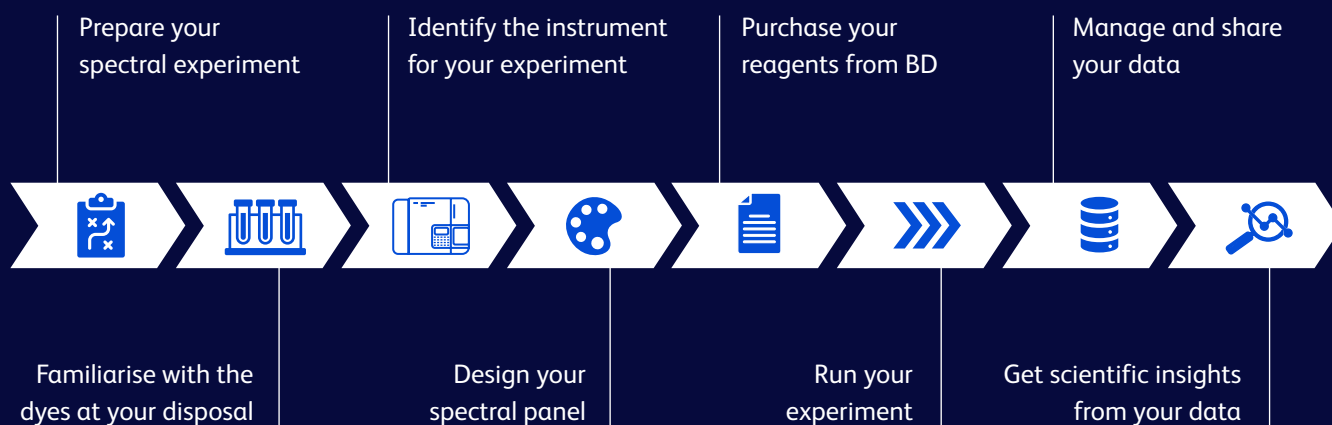 Prepare your
spectral experiment
Identify the instrument
for your experiment
Purchase your
reagents from BD
Manage and share
your data
Familiarise with the
dyes at your disposal
Design your
spectral panel
Run your
experiment
Get scientific insights
from your data